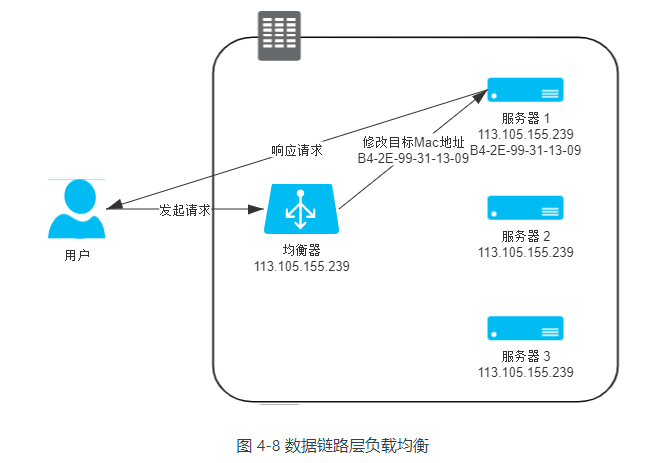 服务器 1
113.105.155.239
B4-2E-99-31-13-09
修改目标Mac地址
B4-2E-99-31-13-09
响应请求
发起请求
用户
均衡器
113.105.155.239
服务器 2
113.105.155.239
服务器 3
113.105.155.239
图 4-8 数据链路层负载均衡